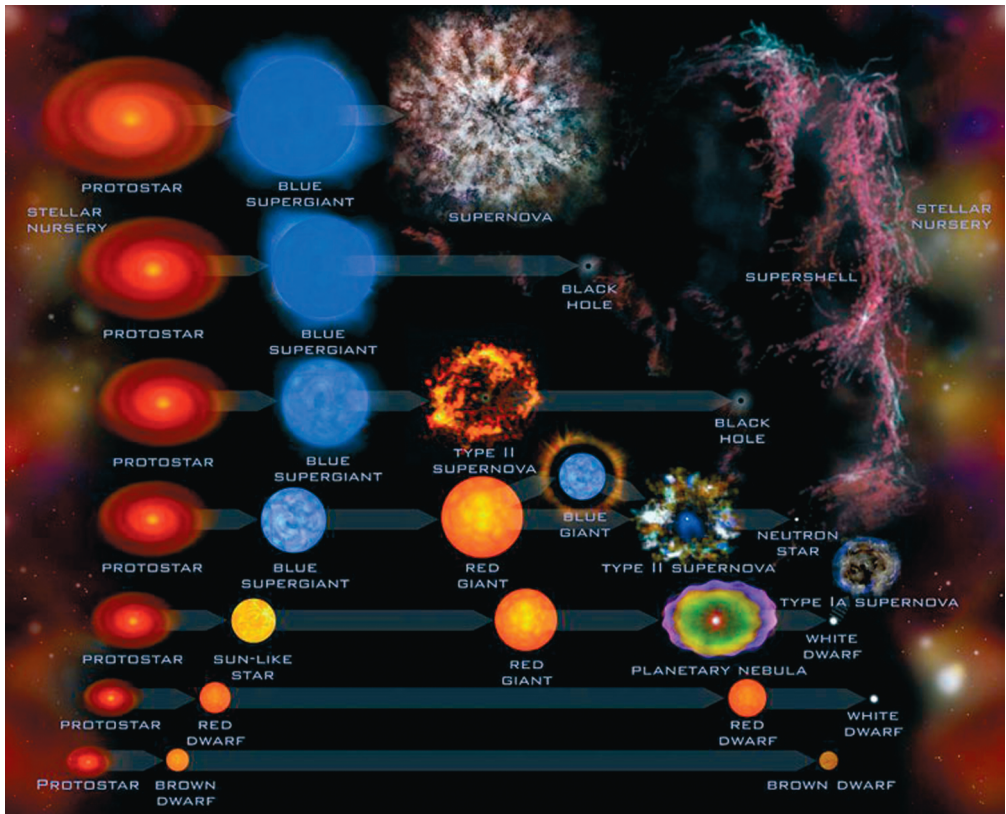 PROTOSTAR
BLUE
SUPERGIANT
SUPERNOVA
STELLAR
NURSERY
STELLAR
NURSERY
PROTOSTAR
BLUE
SUPERGIANT
BLACK
HOLE
SUPERSHELL
PROTOSTAR
BLUE
SUPERGIANT
TYPE II
SUPERNOVA
BLACK
HOLE
PROTOSTAR
BLUE
SUPERGIANT
RED
GIANT
BLUE
GIANT
TYPE II SUPERNOVA
NEUTRON
STAR
PROTOSTAR
SUN-LIKE
STAR
RED
GIANT
PLANETARY NEBULA
TYPE IA SUPERNOVA
WHITE
DWARF
PROTOSTAR
RED
DWARF
RED
DWARF
WHITE
DWARF
PROTOSTAR
BROWN
DWARF
BROWN DWARF